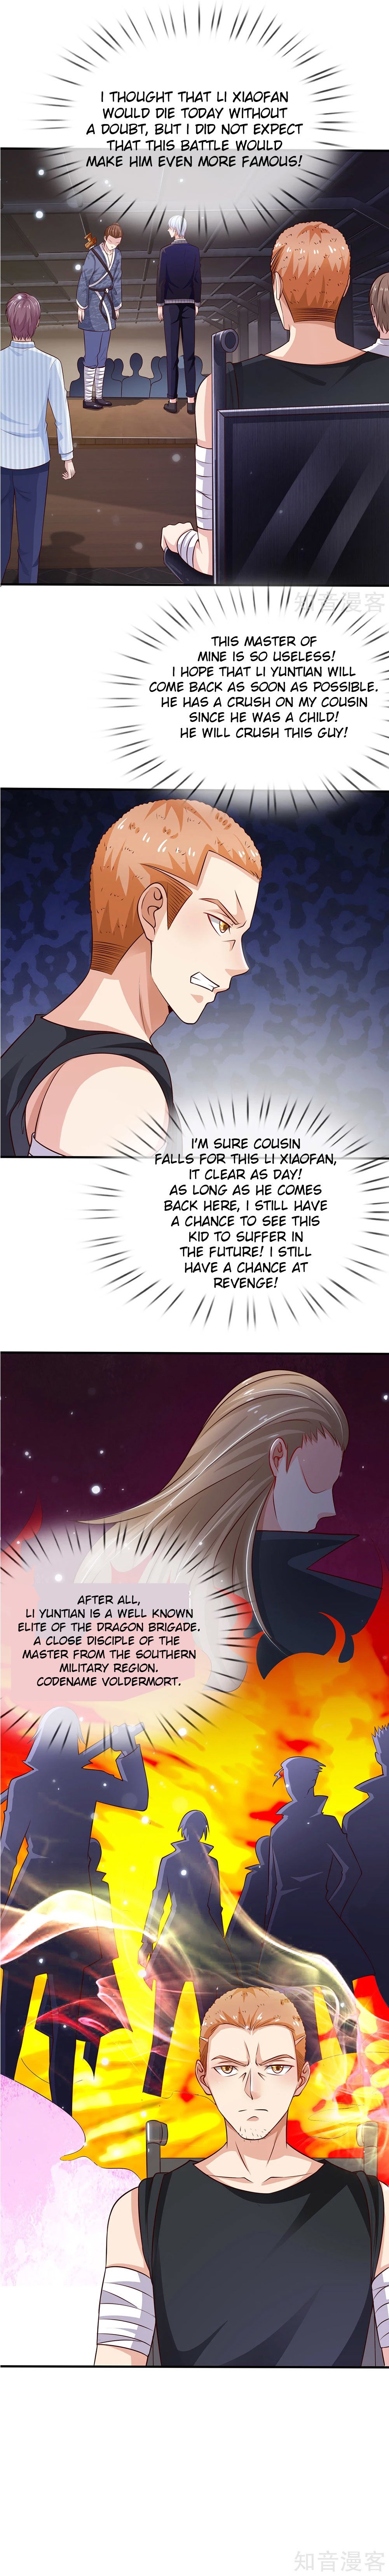 I THOUGHT THAT LI XIAOFAN
WOULD DIE TODAY WITHOUT
A DOUBT, BUT I DID NOT EXPECT
THAT THIS BATTLE WOULD
MAKE HIM EVEN MORE FAMOUS!
知音漫客
THIS MASTER OF
MINE IS SO USELESS!
I HOPE THAT LI YUNTIAN WILL
COME BACK AS SOON AS POSSIBLE.
HE HAS A CRUSH ON MY COUSIN
SINCE HE WAS A CHILD!
HE WILL CRUSH THIS GUY!
I'M SURE COUSIN
FALLS FOR THIS LI XIAOFAN,
IT CLEAR AS DAY!
AS LONG AS HE COMES
BACK HERE, I STILL HAVE
A CHANCE TO SEE THIS
KID TO SUFFER IN
THE FUTURE! I STILL
HAVE A CHANCE AT
REVENGE!
AFTER ALL,
LI YUNTIAN IS A WELL KNOWN
ELITE OF THE DRAGON BRIGADE.
A CLOSE DISCIPLE OF THE
MASTER FROM THE SOUTHERN
MILITARY REGION.
CODENAME VOLDERMORT.
知音漫客